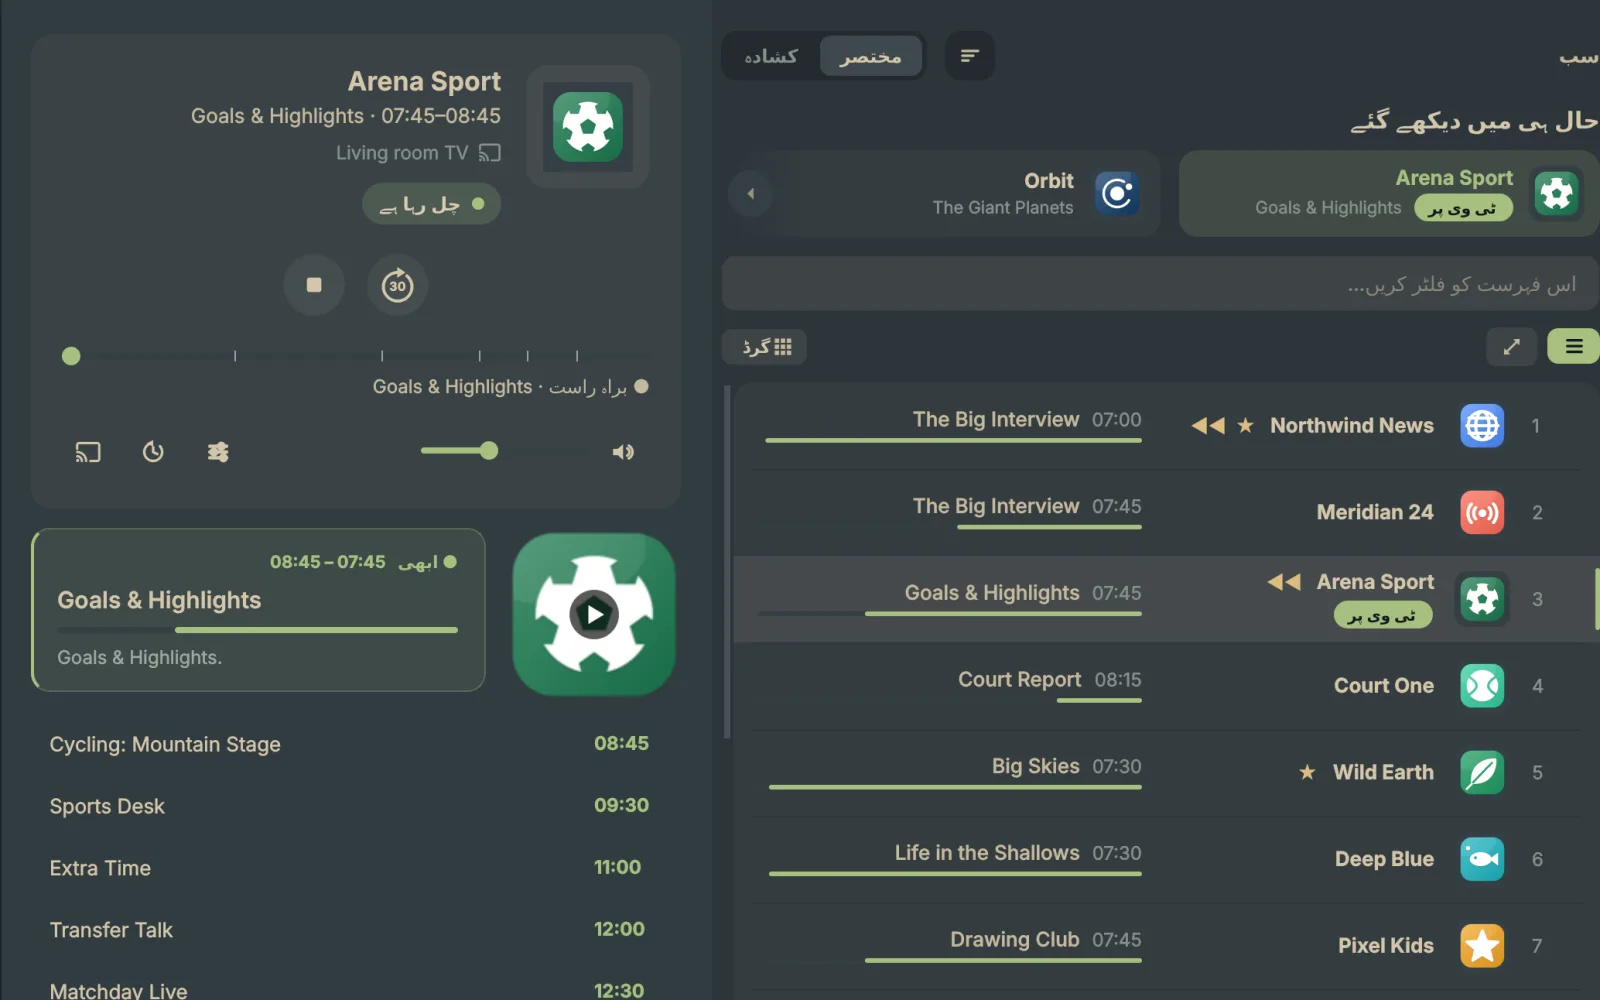 سب
مختصر
کشادہ
حال ہی میں دیکھے گئے
Arena Sport
Goals & Highlights
ٹی وی پر
Orbit
The Giant Planets
اس فہرست کو فلٹر کریں...
گرڈ
1 Northwind News ★ 07:00 The Big Interview
2 Meridian 24 07:45 The Big Interview
3 Arena Sport 07:45 Goals & Highlights
ٹی وی پر
4 Court One 08:15 Court Report
5 Wild Earth ★ 07:30 Big Skies
6 Deep Blue 07:30 Life in the Shallows
7 Pixel Kids 07:45 Drawing Club
Arena Sport
Goals & Highlights · 07:45–08:45
Living room TV
چل رہا ہے
30
براہ راست · Goals & Highlights
ابھی 07:45 – 08:45
Goals & Highlights
Goals & Highlights.
Cycling: Mountain Stage 08:45
Sports Desk 09:30
Extra Time 11:00
Transfer Talk 12:00
Matchday Live 12:30